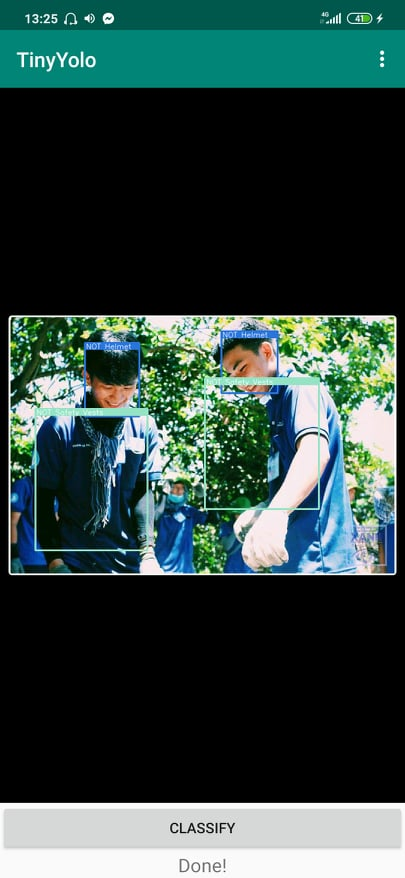 13:25
4G
41
TinyYolo
NOT_Helmet
NOT_Helmet
NOT_Safety_Vests
NOT_Safety_Vests
CLASSIFY
Done!